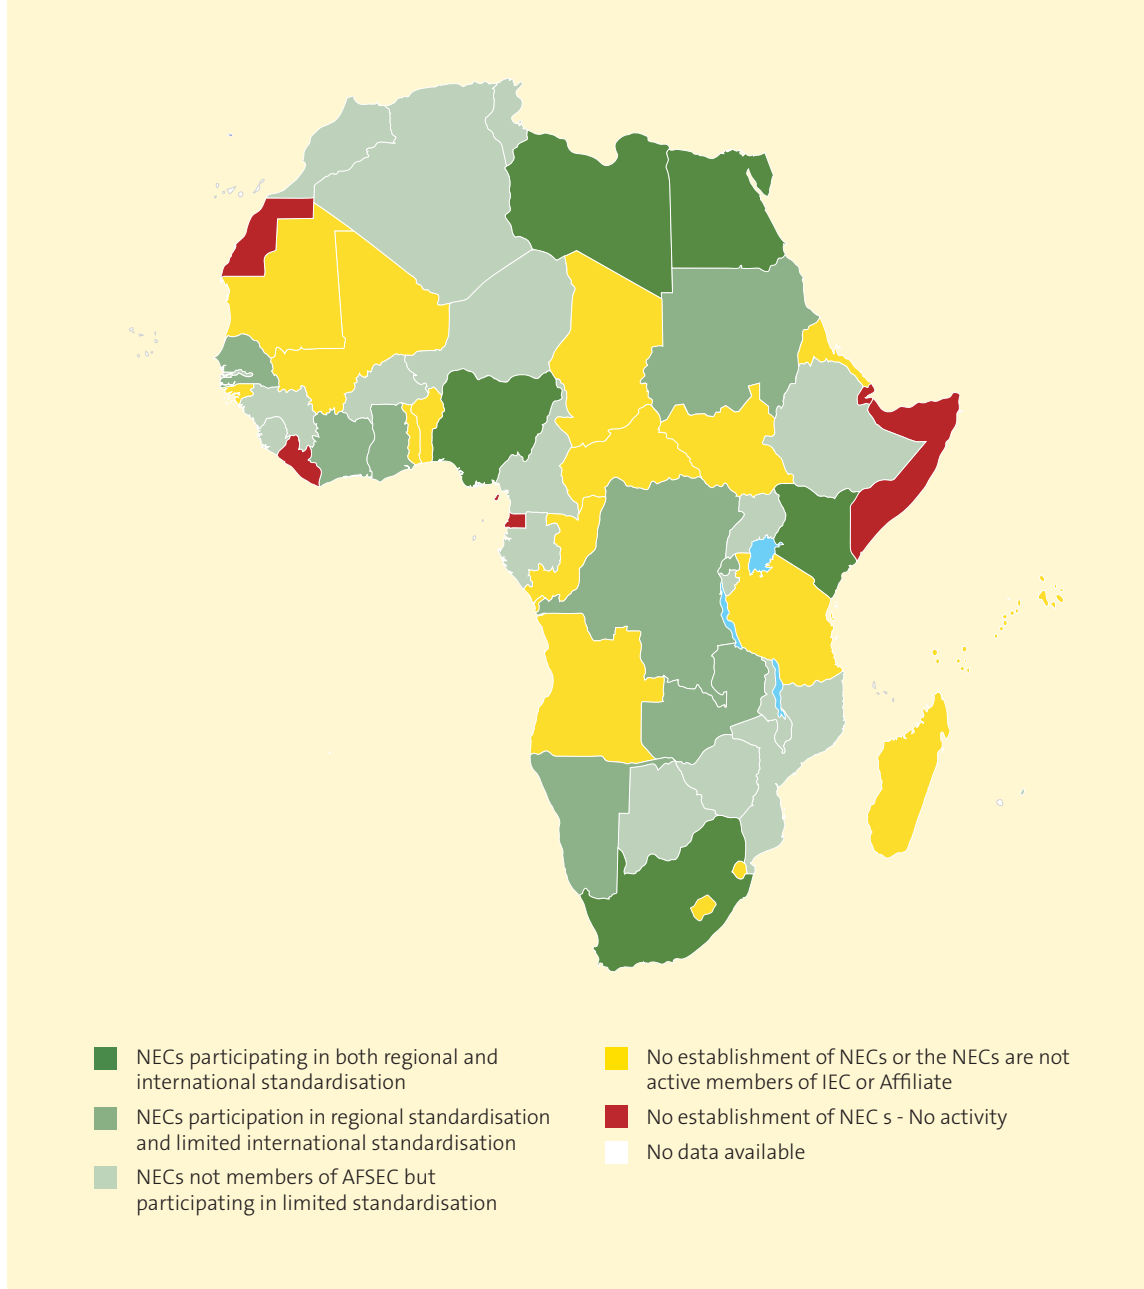 NECs participating in both regional and
international standardisation
NECs participation in regional standardisation
and limited international standardisation
NECs not members of AFSEC but
participating in limited standardisation
No establishment of NECs or the NECs are not
active members of IEC or Affiliate
No establishment of NEC s - No activity
No data available